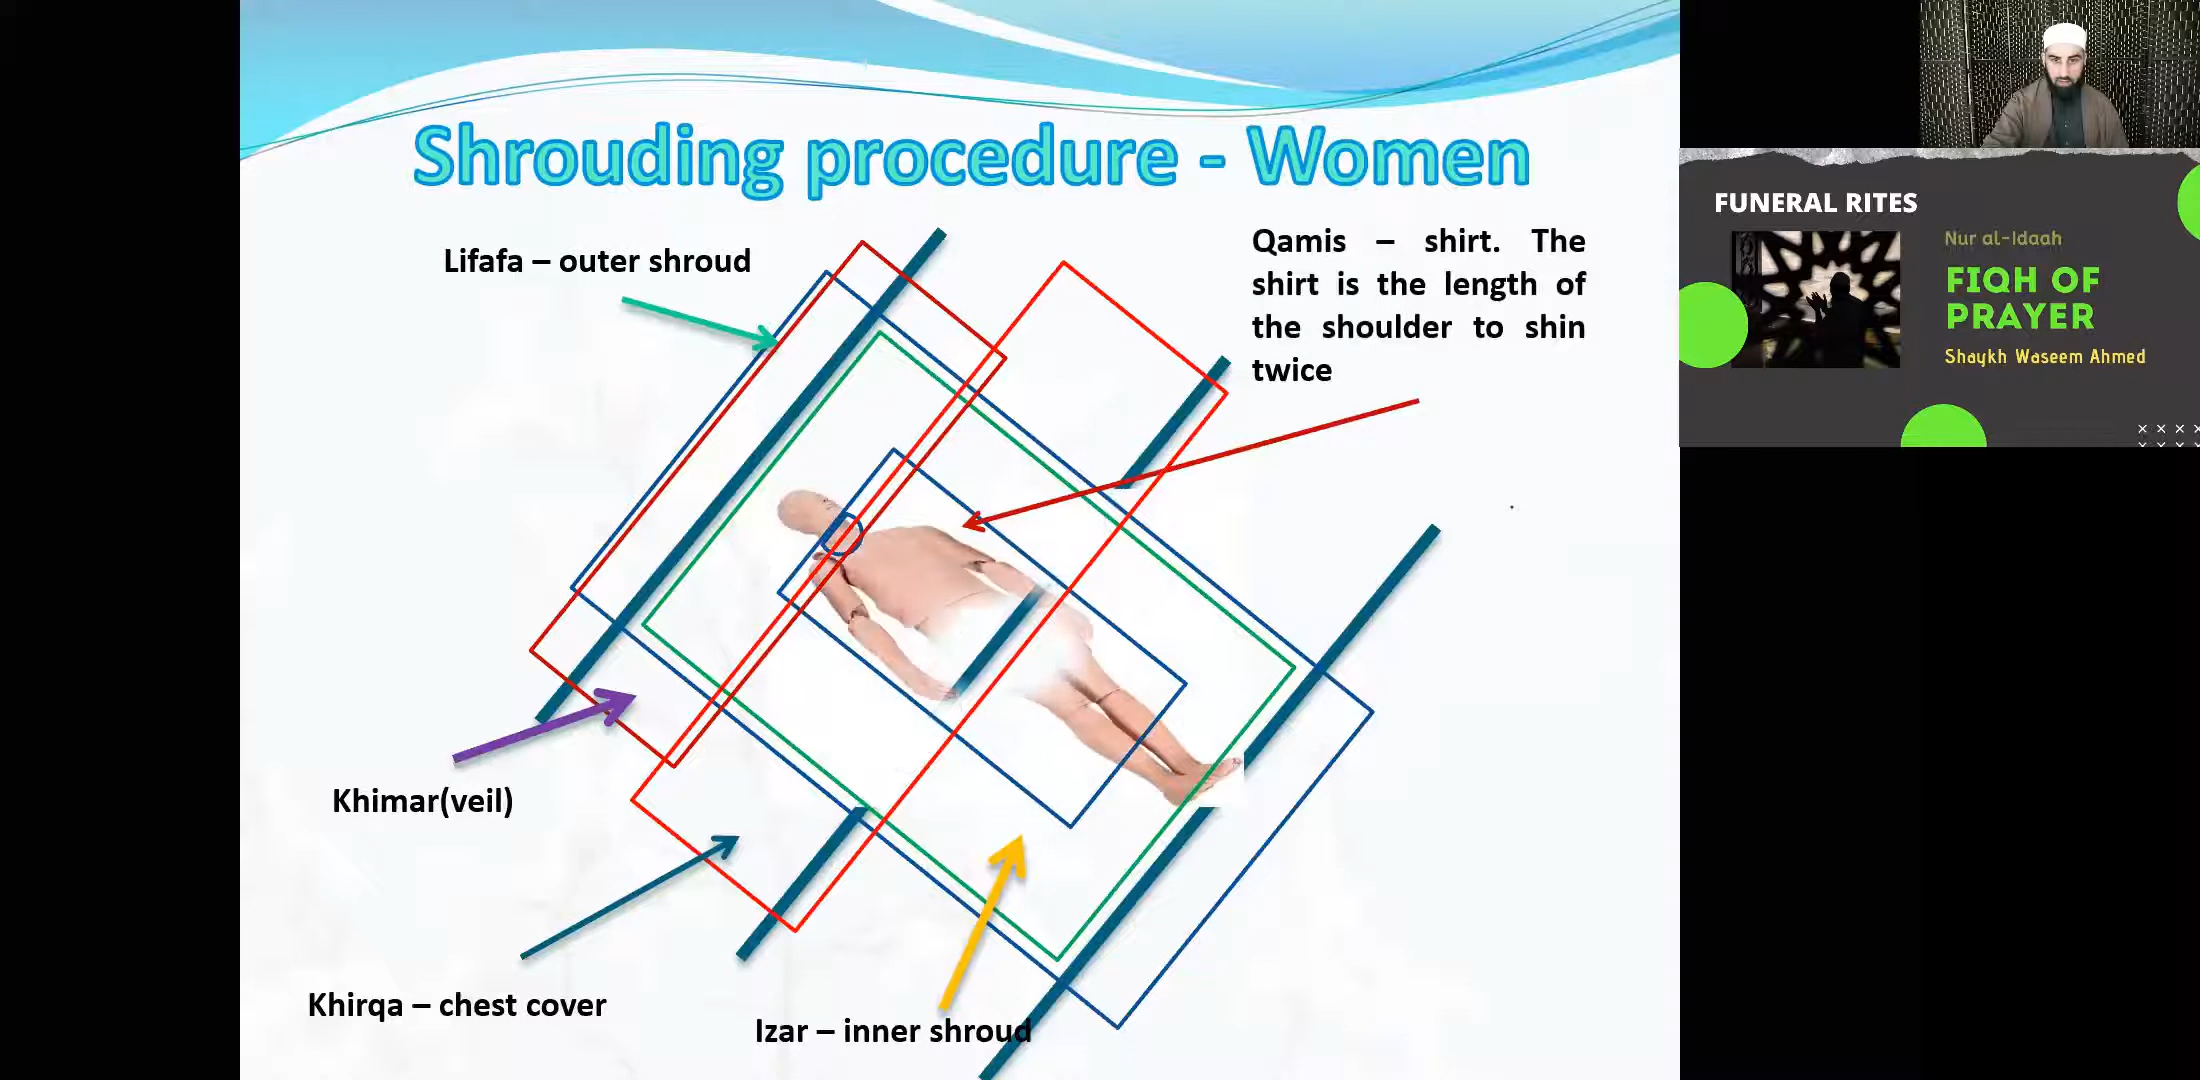 Shrouding procedure - Women
Lifafa – outer shroud
Qamis – shirt. The
shirt is the length of
the shoulder to shin
twice
Khimar(veil)
Khirqa – chest cover
Izar – inner shroud
FUNERAL RITES
Nur al-Idaah
FIQH OF
PRAYER
Shaykh Waseem Ahmed